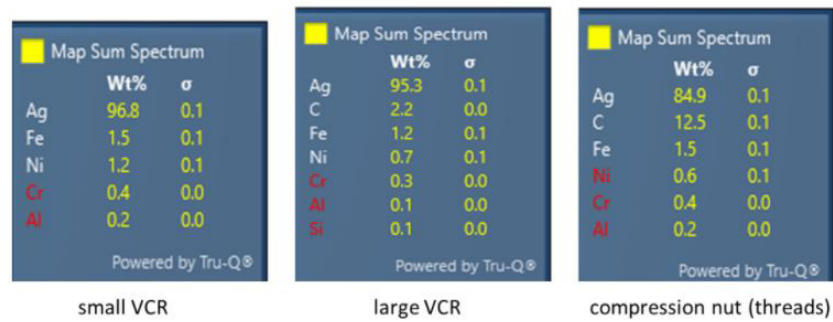 Map Sum Spectrum
Wt% σ
Ag 96.8 0.1
Fe 1.5 0.1
Ni 1.2 0.1
Cr 0.4 0.0
Al 0.2 0.0
Powered by Tru-Q®
small VCR
Map Sum Spectrum
Wt% σ
Ag 95.3 0.1
C 2.2 0.0
Fe 1.2 0.1
Ni 0.7 0.1
Cr 0.3 0.0
Al 0.1 0.0
Si 0.1 0.0
Powered by Tru-Q®
large VCR
Map Sum Spectrum
Wt% σ
Ag 84.9 0.1
C 12.5 0.1
Fe 1.5 0.1
Ni 0.6 0.1
Cr 0.4 0.0
Al 0.2 0.0
Powered by Tru-Q®
compression nut (threads)